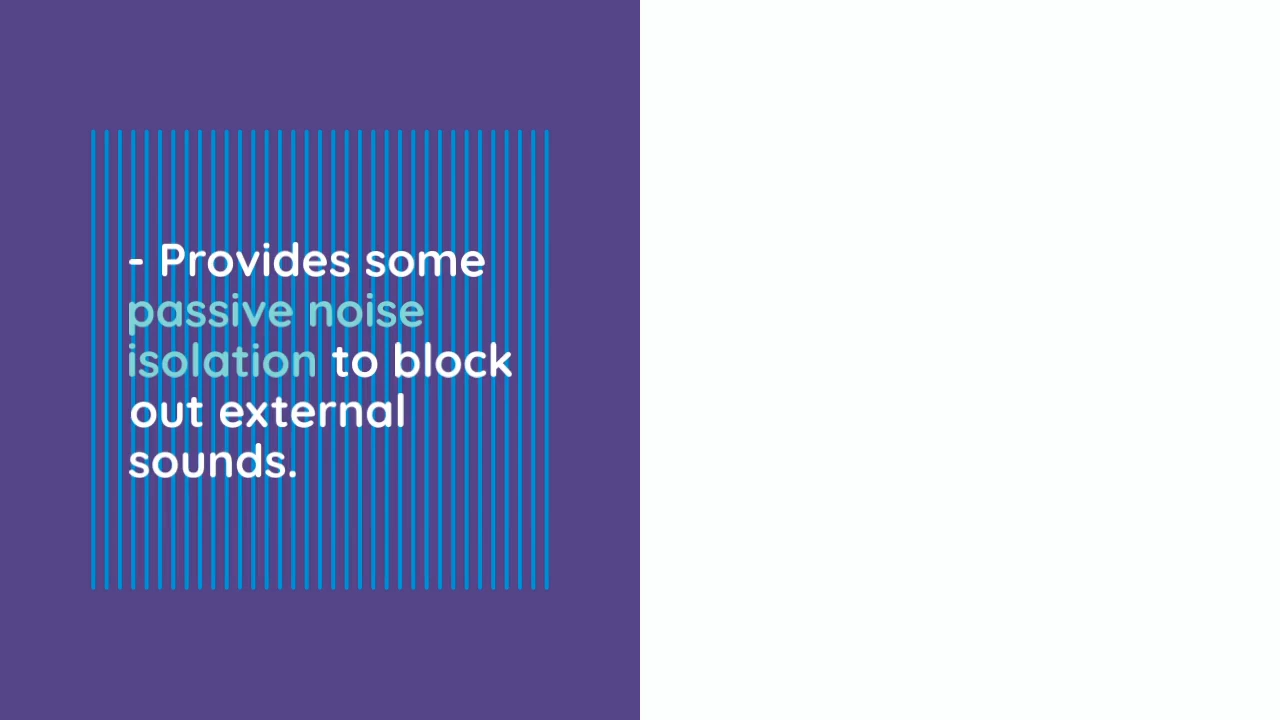 - Provides some
passive noise
isolation to block
out external
sounds.